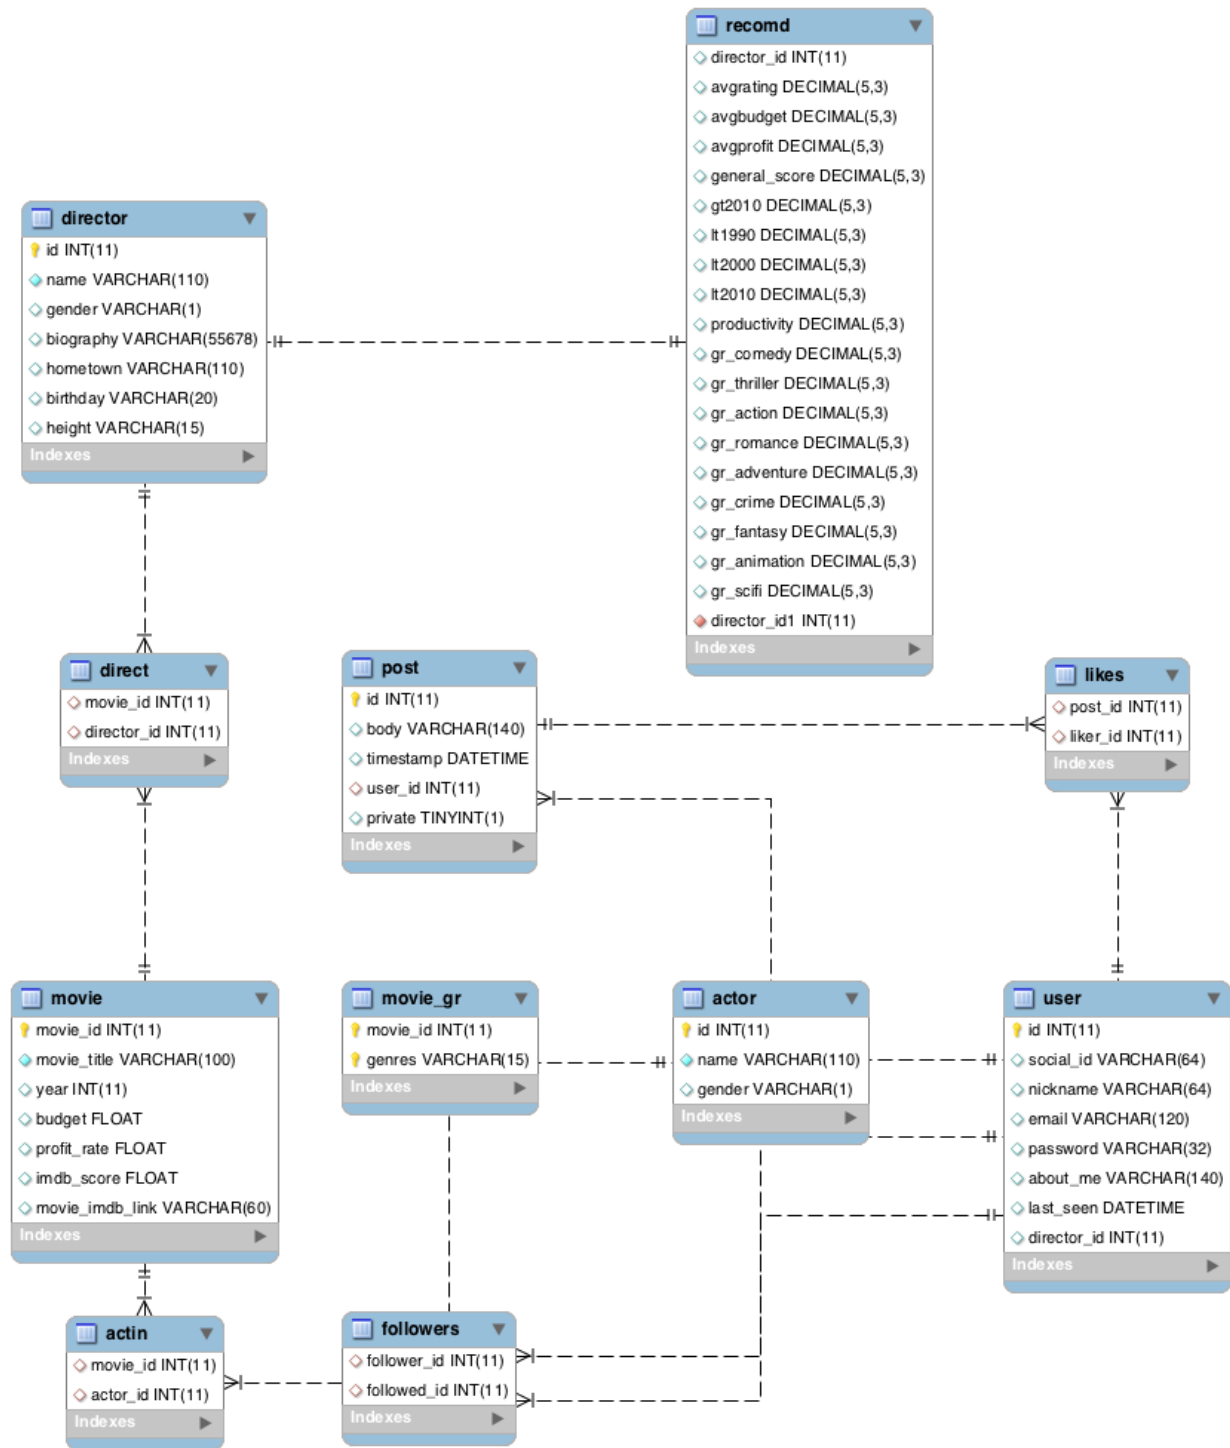 recomd
director_id INT(11)
avgrating DECIMAL(5,3)
avgbudget DECIMAL(5,3)
avgprofit DECIMAL(5,3)
general_score DECIMAL(5,3)
gt2010 DECIMAL(5,3)
lt1990 DECIMAL(5,3)
lt2000 DECIMAL(5,3)
lt2010 DECIMAL(5,3)
productivity DECIMAL(5,3)
gr_comedy DECIMAL(5,3)
gr_thriller DECIMAL(5,3)
gr_action DECIMAL(5,3)
gr_romance DECIMAL(5,3)
gr_adventure DECIMAL(5,3)
gr_crime DECIMAL(5,3)
gr_fantasy DECIMAL(5,3)
gr_animation DECIMAL(5,3)
gr_scifi DECIMAL(5,3)
director_id1 INT(11)
Indexes
director
id INT(11)
name VARCHAR(110)
gender VARCHAR(1)
biography VARCHAR(55678)
hometown VARCHAR(110)
birthday VARCHAR(20)
height VARCHAR(15)
Indexes
direct
movie_id INT(11)
director_id INT(11)
Indexes
post
id INT(11)
body VARCHAR(140)
timestamp DATETIME
user_id INT(11)
private TINYINT(1)
Indexes
likes
post_id INT(11)
liker_id INT(11)
Indexes
movie
movie_id INT(11)
movie_title VARCHAR(100)
year INT(11)
budget FLOAT
profit_rate FLOAT
imdb_score FLOAT
movie_imdb_link VARCHAR(60)
Indexes
movie_gr
movie_id INT(11)
genres VARCHAR(15)
Indexes
actor
id INT(11)
name VARCHAR(110)
gender VARCHAR(1)
Indexes
user
id INT(11)
social_id VARCHAR(64)
nickname VARCHAR(64)
email VARCHAR(120)
password VARCHAR(32)
about_me VARCHAR(140)
last_seen DATETIME
director_id INT(11)
Indexes
actin
movie_id INT(11)
actor_id INT(11)
Indexes
followers
follower_id INT(11)
followed_id INT(11)
Indexes